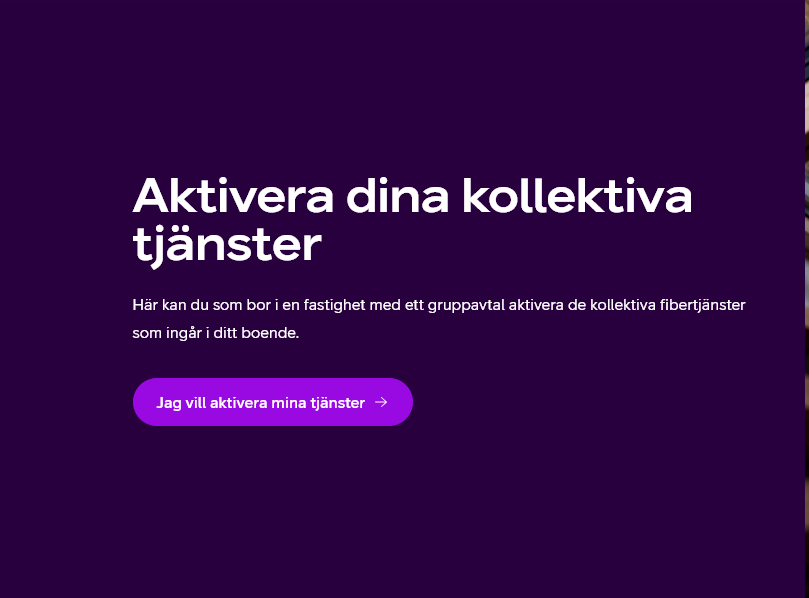 Aktivera dina kollektiva
tjänster
Här kan du som bor i en fastighet med ett gruppavtal aktivera de kollektiva fibertjänster
som ingår i ditt boende.
Jag vill aktivera mina tjänster →